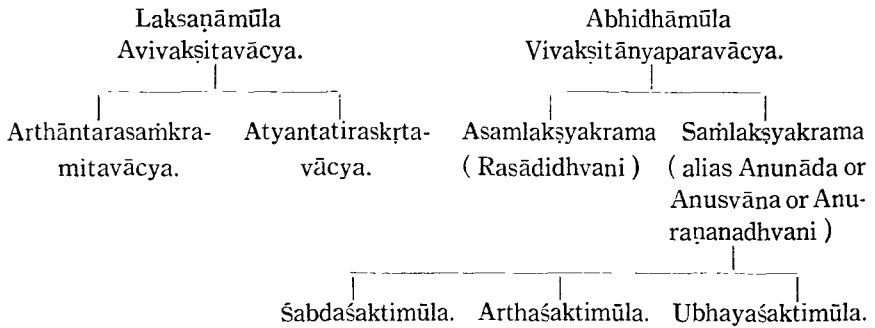 Laksaṇāmūla Abhidhāmūla
Avivakṣitavācya. Vivakṣitānyaparavācya.
Arthāntarasaṁkra- Atyantatiraskṛta- Asamlakṣyakrama Saṁlakṣyakrama
mitavācya. vācya. ( Rasādidhvani ) ( alias Anunāda or
Anusvāna or Anu-
raṇanadhvani )
Śabdaśaktimūla. Arthaśaktimūla. Ubhayaśaktimūla.